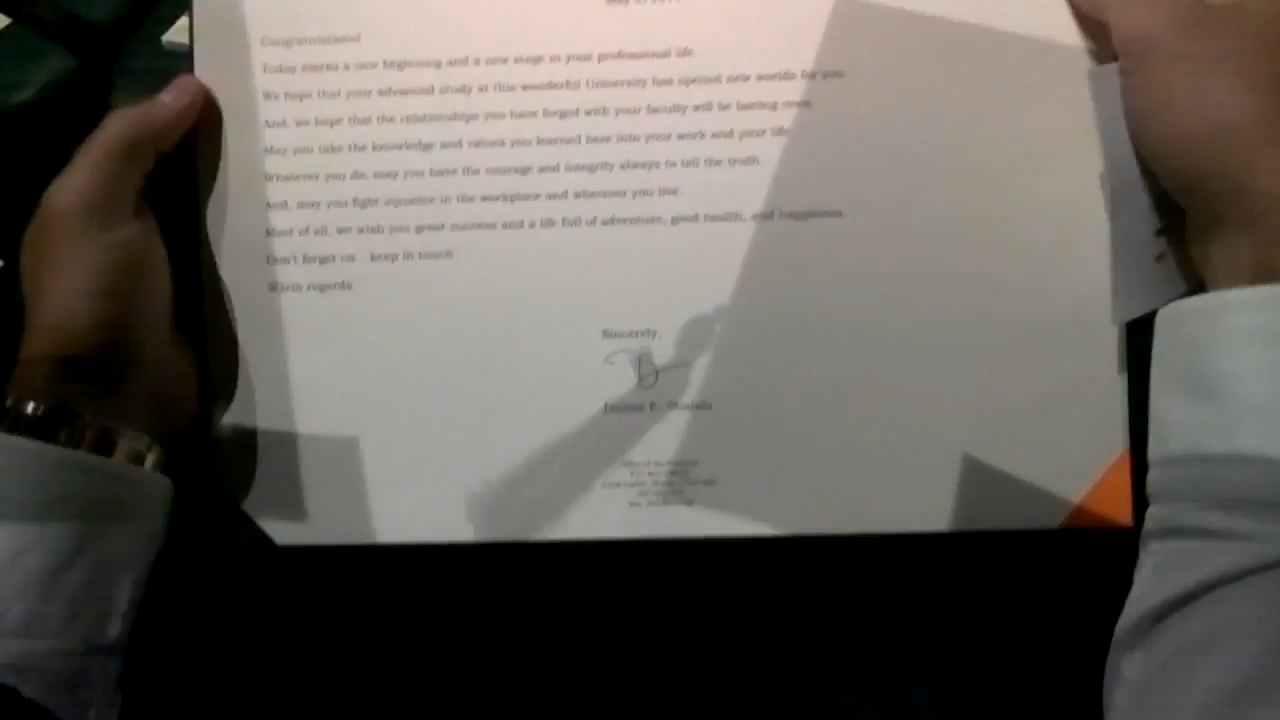 Congratulations!
Today marks a new beginning and a new stage in your professional life.
We hope that your advanced study at this wonderful University has opened new worlds for you.
And, we hope that the relationships you have forged with your faculty will be lasting ones.
May you take the knowledge and values you learned here into your work and your life.
Whatever you do, may you have the courage and integrity always to tell the truth.
And, may you fight injustice in the workplace and wherever you live.
Most of all, we wish you great success and a life full of adventure, good health, and happiness.
Don't forget us - keep in touch.
Warm regards
Sincerely,
Office of the President